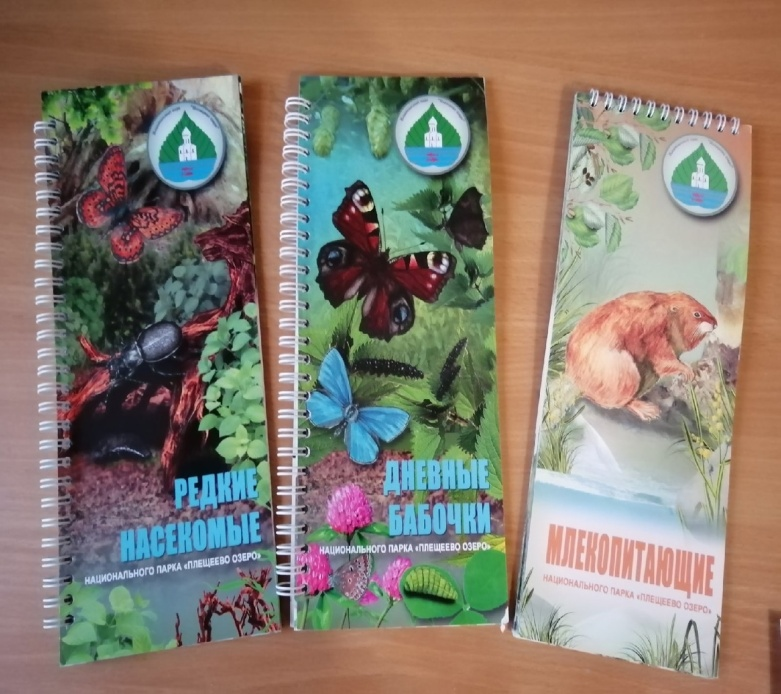 РЕДКИЕ
НАСЕКОМЫЕ
НАЦИОНАЛЬНОГО ПАРКА «ПЛЕЩЕЕВО ОЗЕРО»
ДНЕВНЫЕ
БАБОЧКИ
НАЦИОНАЛЬНОГО ПАРКА «ПЛЕЩЕЕВО ОЗЕРО»
МЛЕКОПИТАЮЩИЕ
НАЦИОНАЛЬНОГО ПАРКА «ПЛЕЩЕЕВО ОЗЕРО»